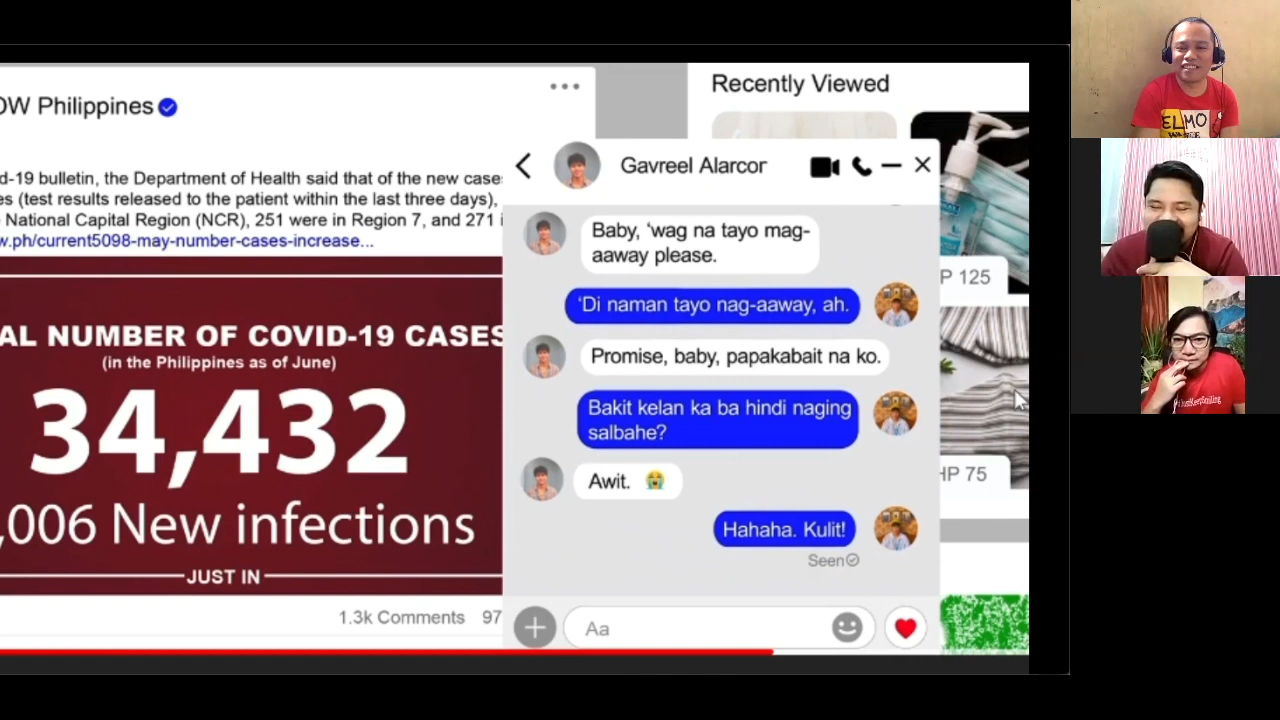 OW Philippines
d-19 bulletin, the Department of Health said that of the new case
es (test results released to the patient within the last three days),
National Capital Region (NCR), 251 were in Region 7, and 271 i
w.ph/current5098-may-number-cases-increase...
AL NUMBER OF COVID-19 CASES
(in the Philippines as of June)
34,432
,006 New infections
JUST IN
1.3k Comments 97
Gavreel Alarcon
Baby, ‘wag na tayo mag-
aaway please.
‘Di naman tayo nag-aaway, ah.
Promise, baby, papakabait na ko.
Bakit kelan ka ba hindi naging
salbahe?
Awit. 😭
Hahaha. Kulit!
Seen
Aa
Recently Viewed
P 125
HP 75
ELMO
#JustKeepSmiling